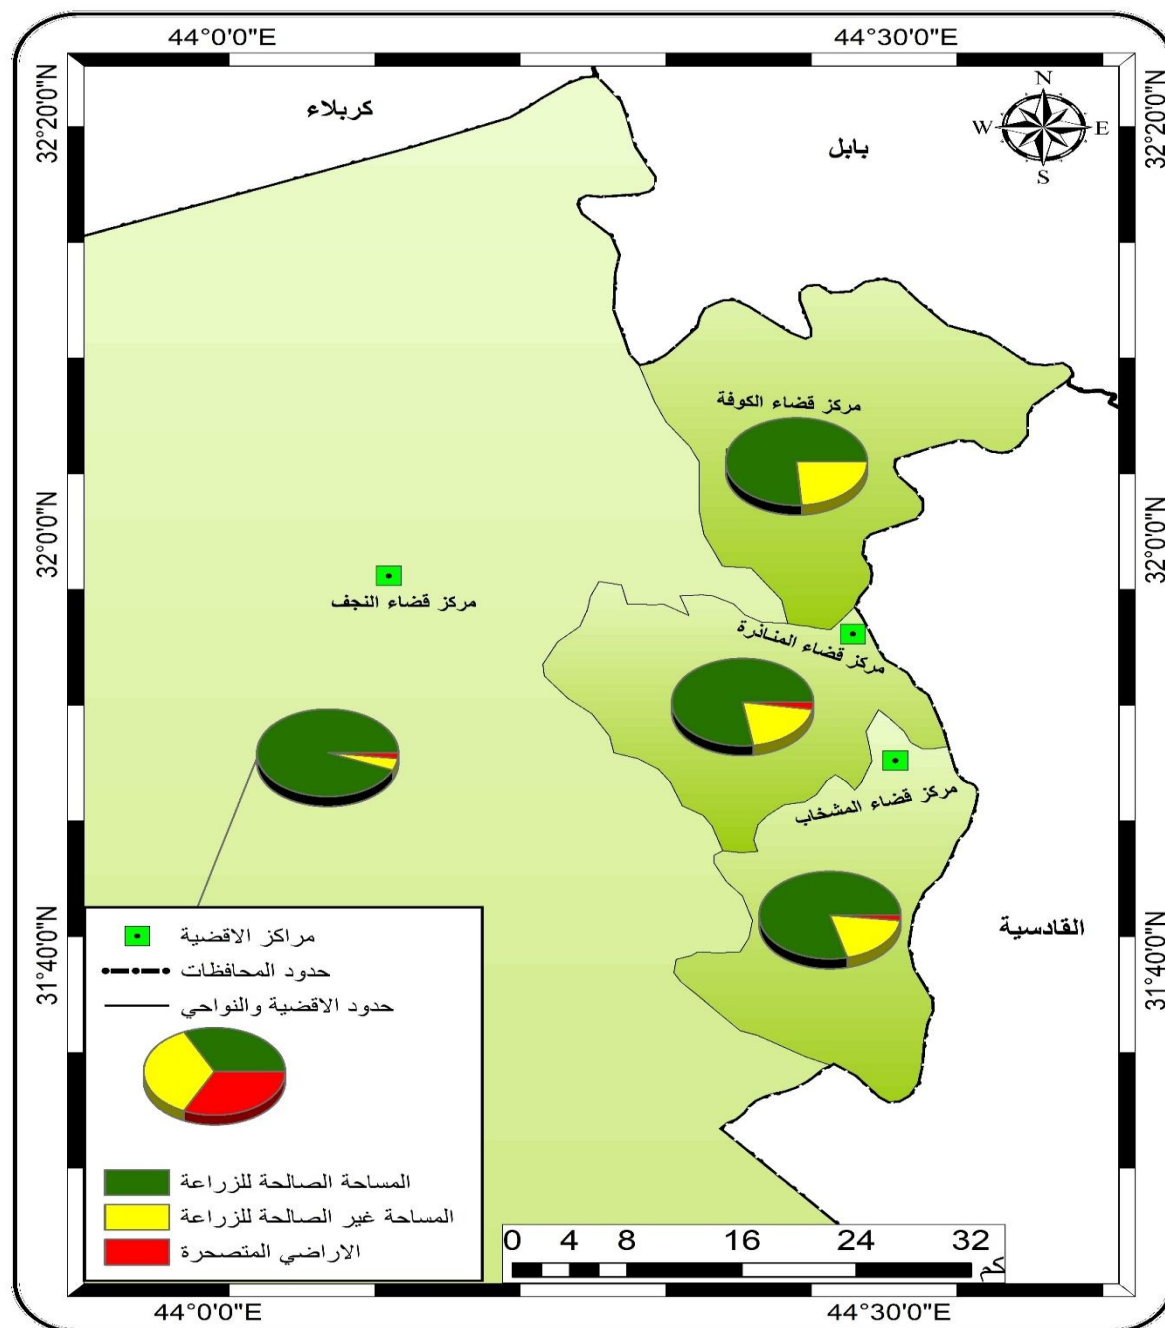 44°0'0"E 44°30'0"E
32°20'0"N 32°20'0"N
N
W E
S
كربلاء
بابل
مركز قضاء الكوفة
32°0'0"N 32°0'0"N
مركز قضاء النجف
مركز قضاء المناذرة
مركز قضاء المشخاب
القادسية
31°40'0"N 31°40'0"N
مراكز الاقضية
حدود المحافظات
حدود الاقضية والنواحي
المساحة الصالحة للزراعة
المساحة غير الصالحة للزراعة
الاراضي المتصحرة
0 4 8 16 24 32
44°0'0"E 44°30'0"E